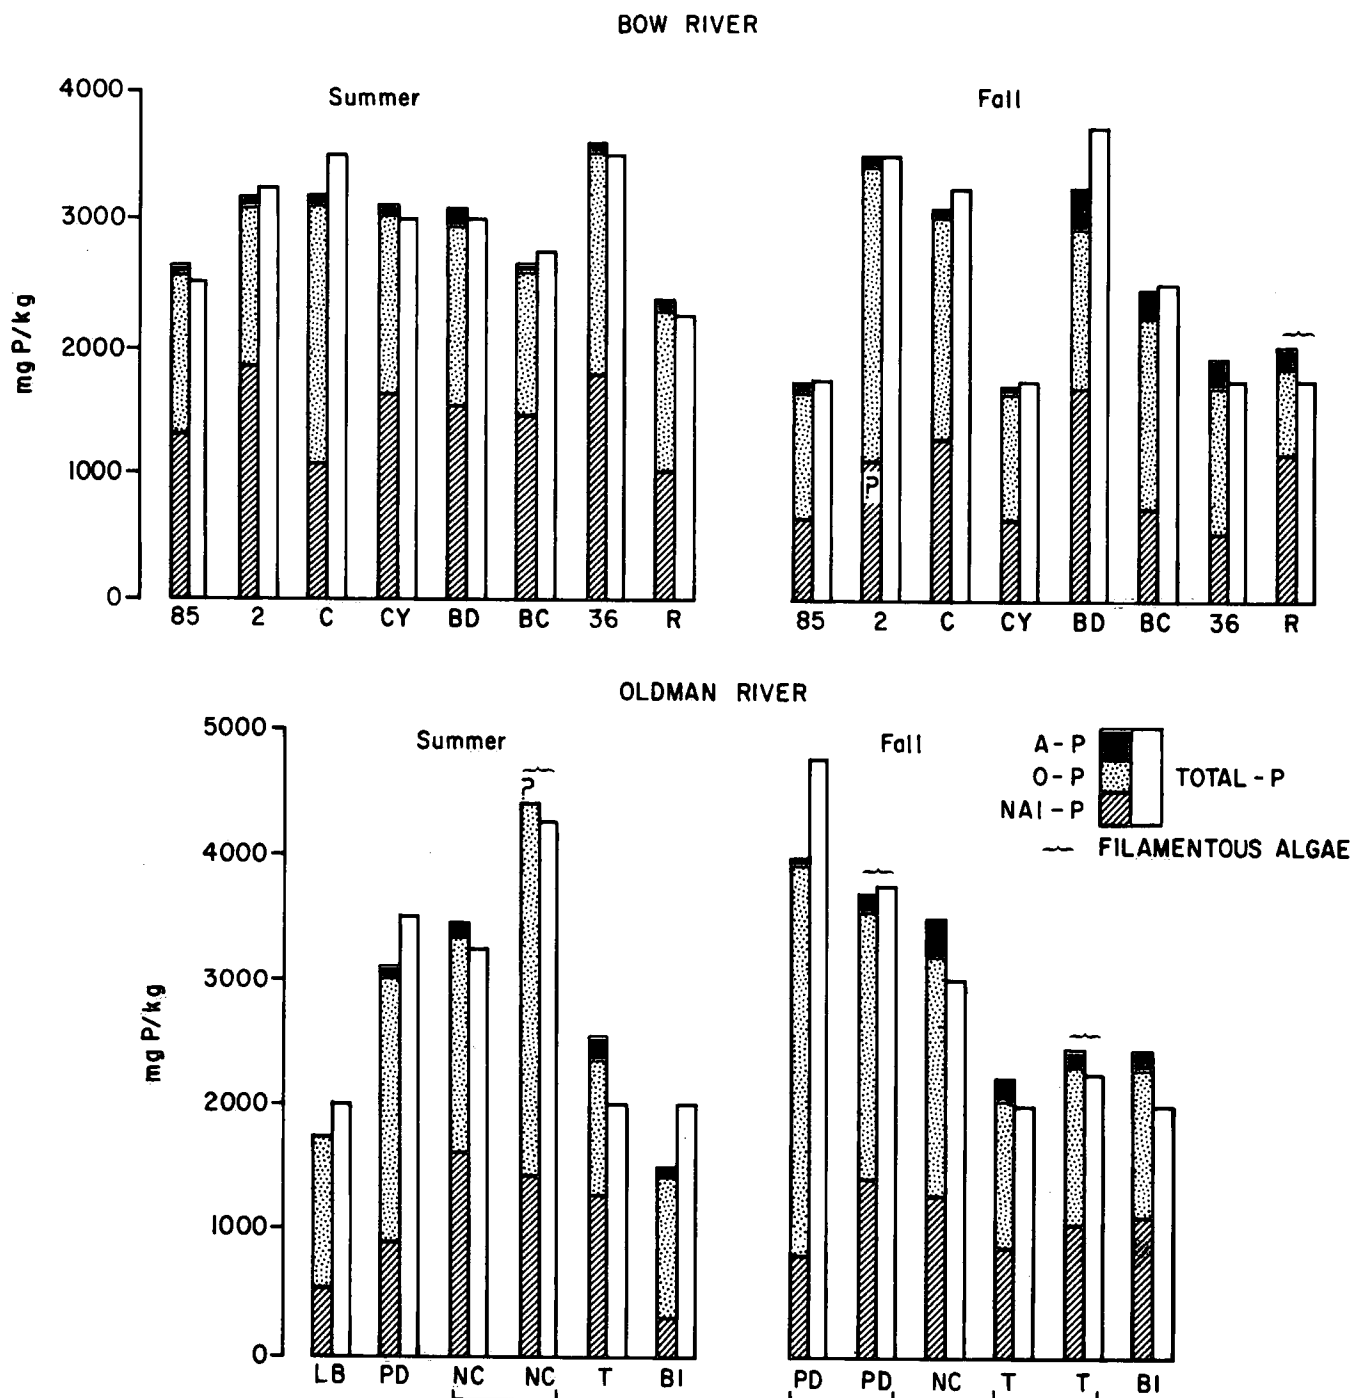 BOW RIVER
4000
3000
2000
1000
0
mg P/kg
Summer
Fall
85 2 C CY BD BC 36 R
85 2 C CY BD BC 36 R
?
OLDMAN RIVER
5000
4000
3000
2000
1000
0
mg P/kg
Summer
?
Fall
A-P
O-P
NAI-P
TOTAL-P
FILAMENTOUS ALGAE
LB PD NC NC T BI
PD PD NC T T BI